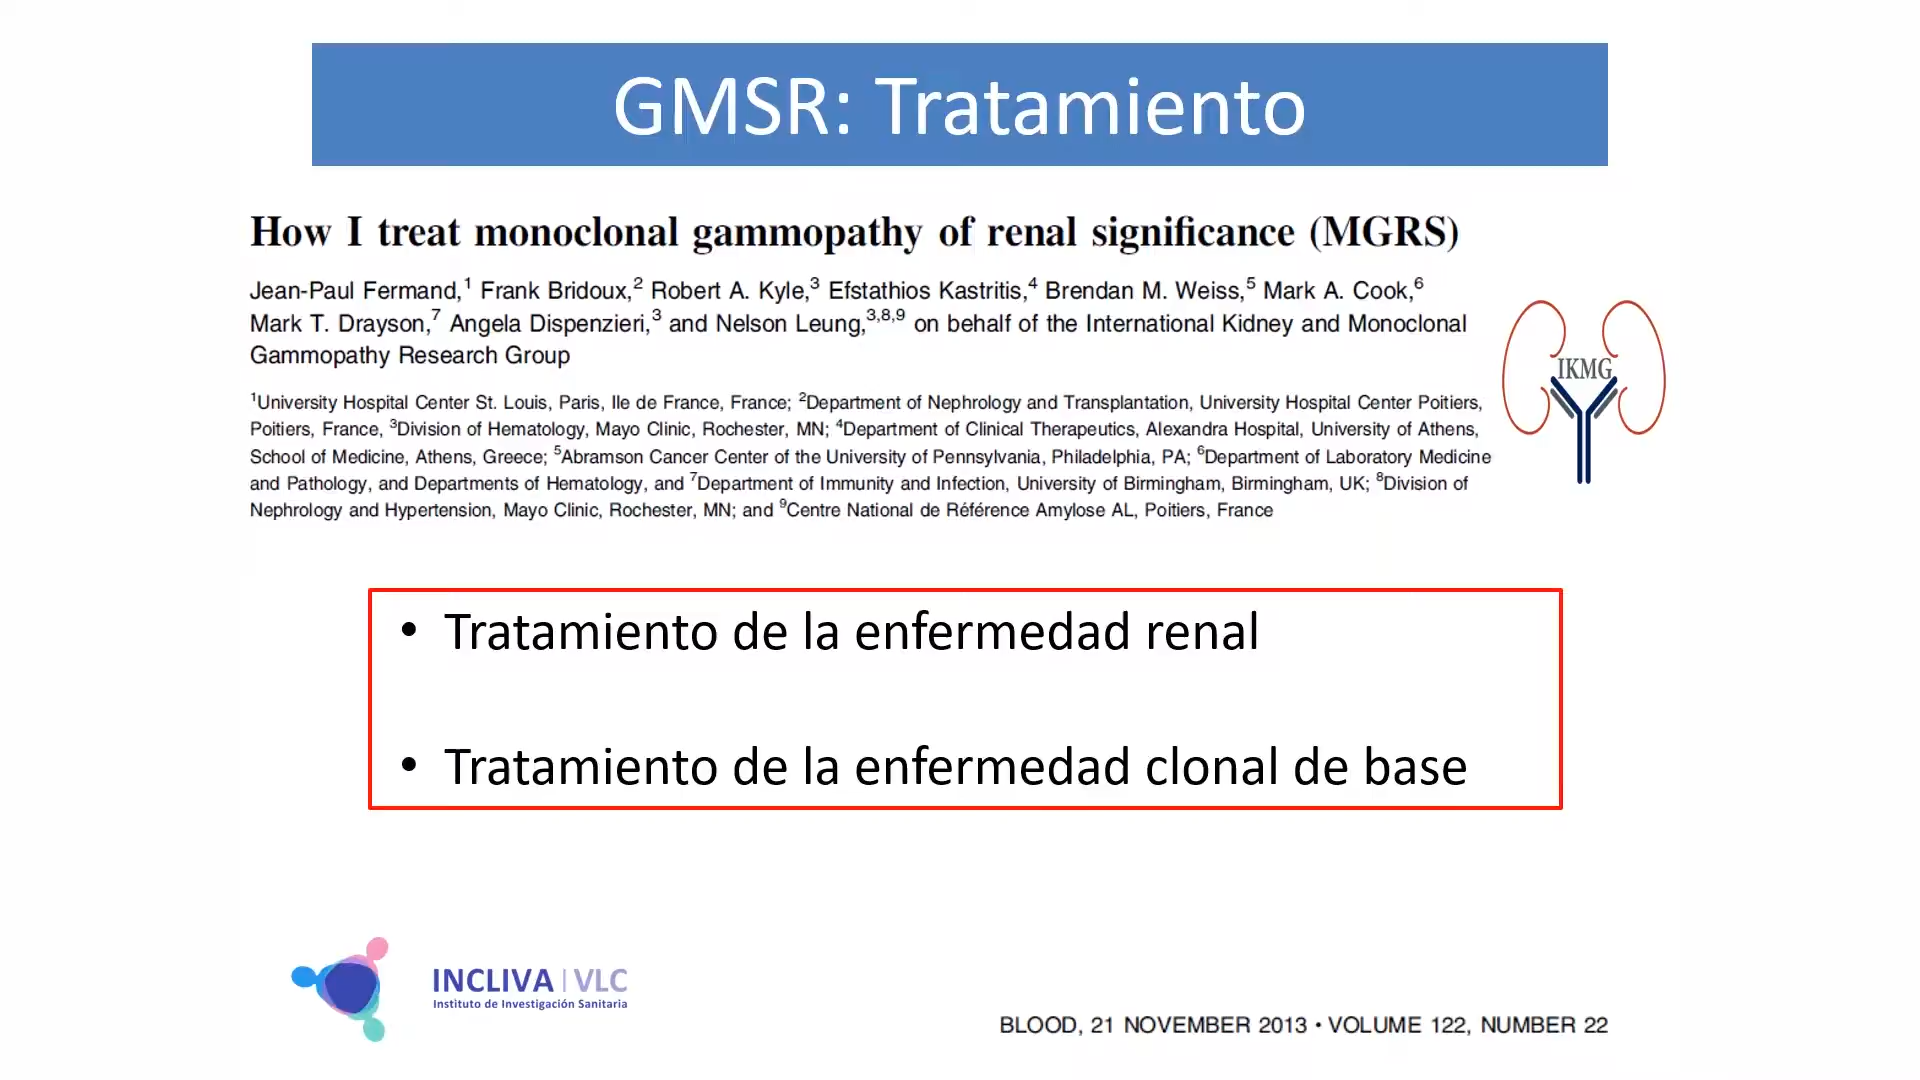 GMSR: Tratamiento
How I treat monoclonal gammopathy of renal significance (MGRS)
Jean-Paul Fermand,1 Frank Bridoux,2 Robert A. Kyle,3 Efstathios Kastritis,4 Brendan M. Weiss,5 Mark A. Cook,6
Mark T. Drayson,7 Angela Dispenzieri,3 and Nelson Leung,3,8,9 on behalf of the International Kidney and Monoclonal
Gammopathy Research Group
IKMG
1University Hospital Center St. Louis, Paris, Ile de France, France; 2Department of Nephrology and Transplantation, University Hospital Center Poitiers,
Poitiers, France, 3Division of Hematology, Mayo Clinic, Rochester, MN; 4Department of Clinical Therapeutics, Alexandra Hospital, University of Athens,
School of Medicine, Athens, Greece; 5Abramson Cancer Center of the University of Pennsylvania, Philadelphia, PA; 6Department of Laboratory Medicine
and Pathology, and Departments of Hematology, and 7Department of Immunity and Infection, University of Birmingham, Birmingham, UK; 8Division of
Nephrology and Hypertension, Mayo Clinic, Rochester, MN; and 9Centre National de Référence Amylose AL, Poitiers, France
• Tratamiento de la enfermedad renal
• Tratamiento de la enfermedad clonal de base
INCLIVA | VLC
Instituto de Investigación Sanitaria
BLOOD, 21 NOVEMBER 2013 • VOLUME 122, NUMBER 22